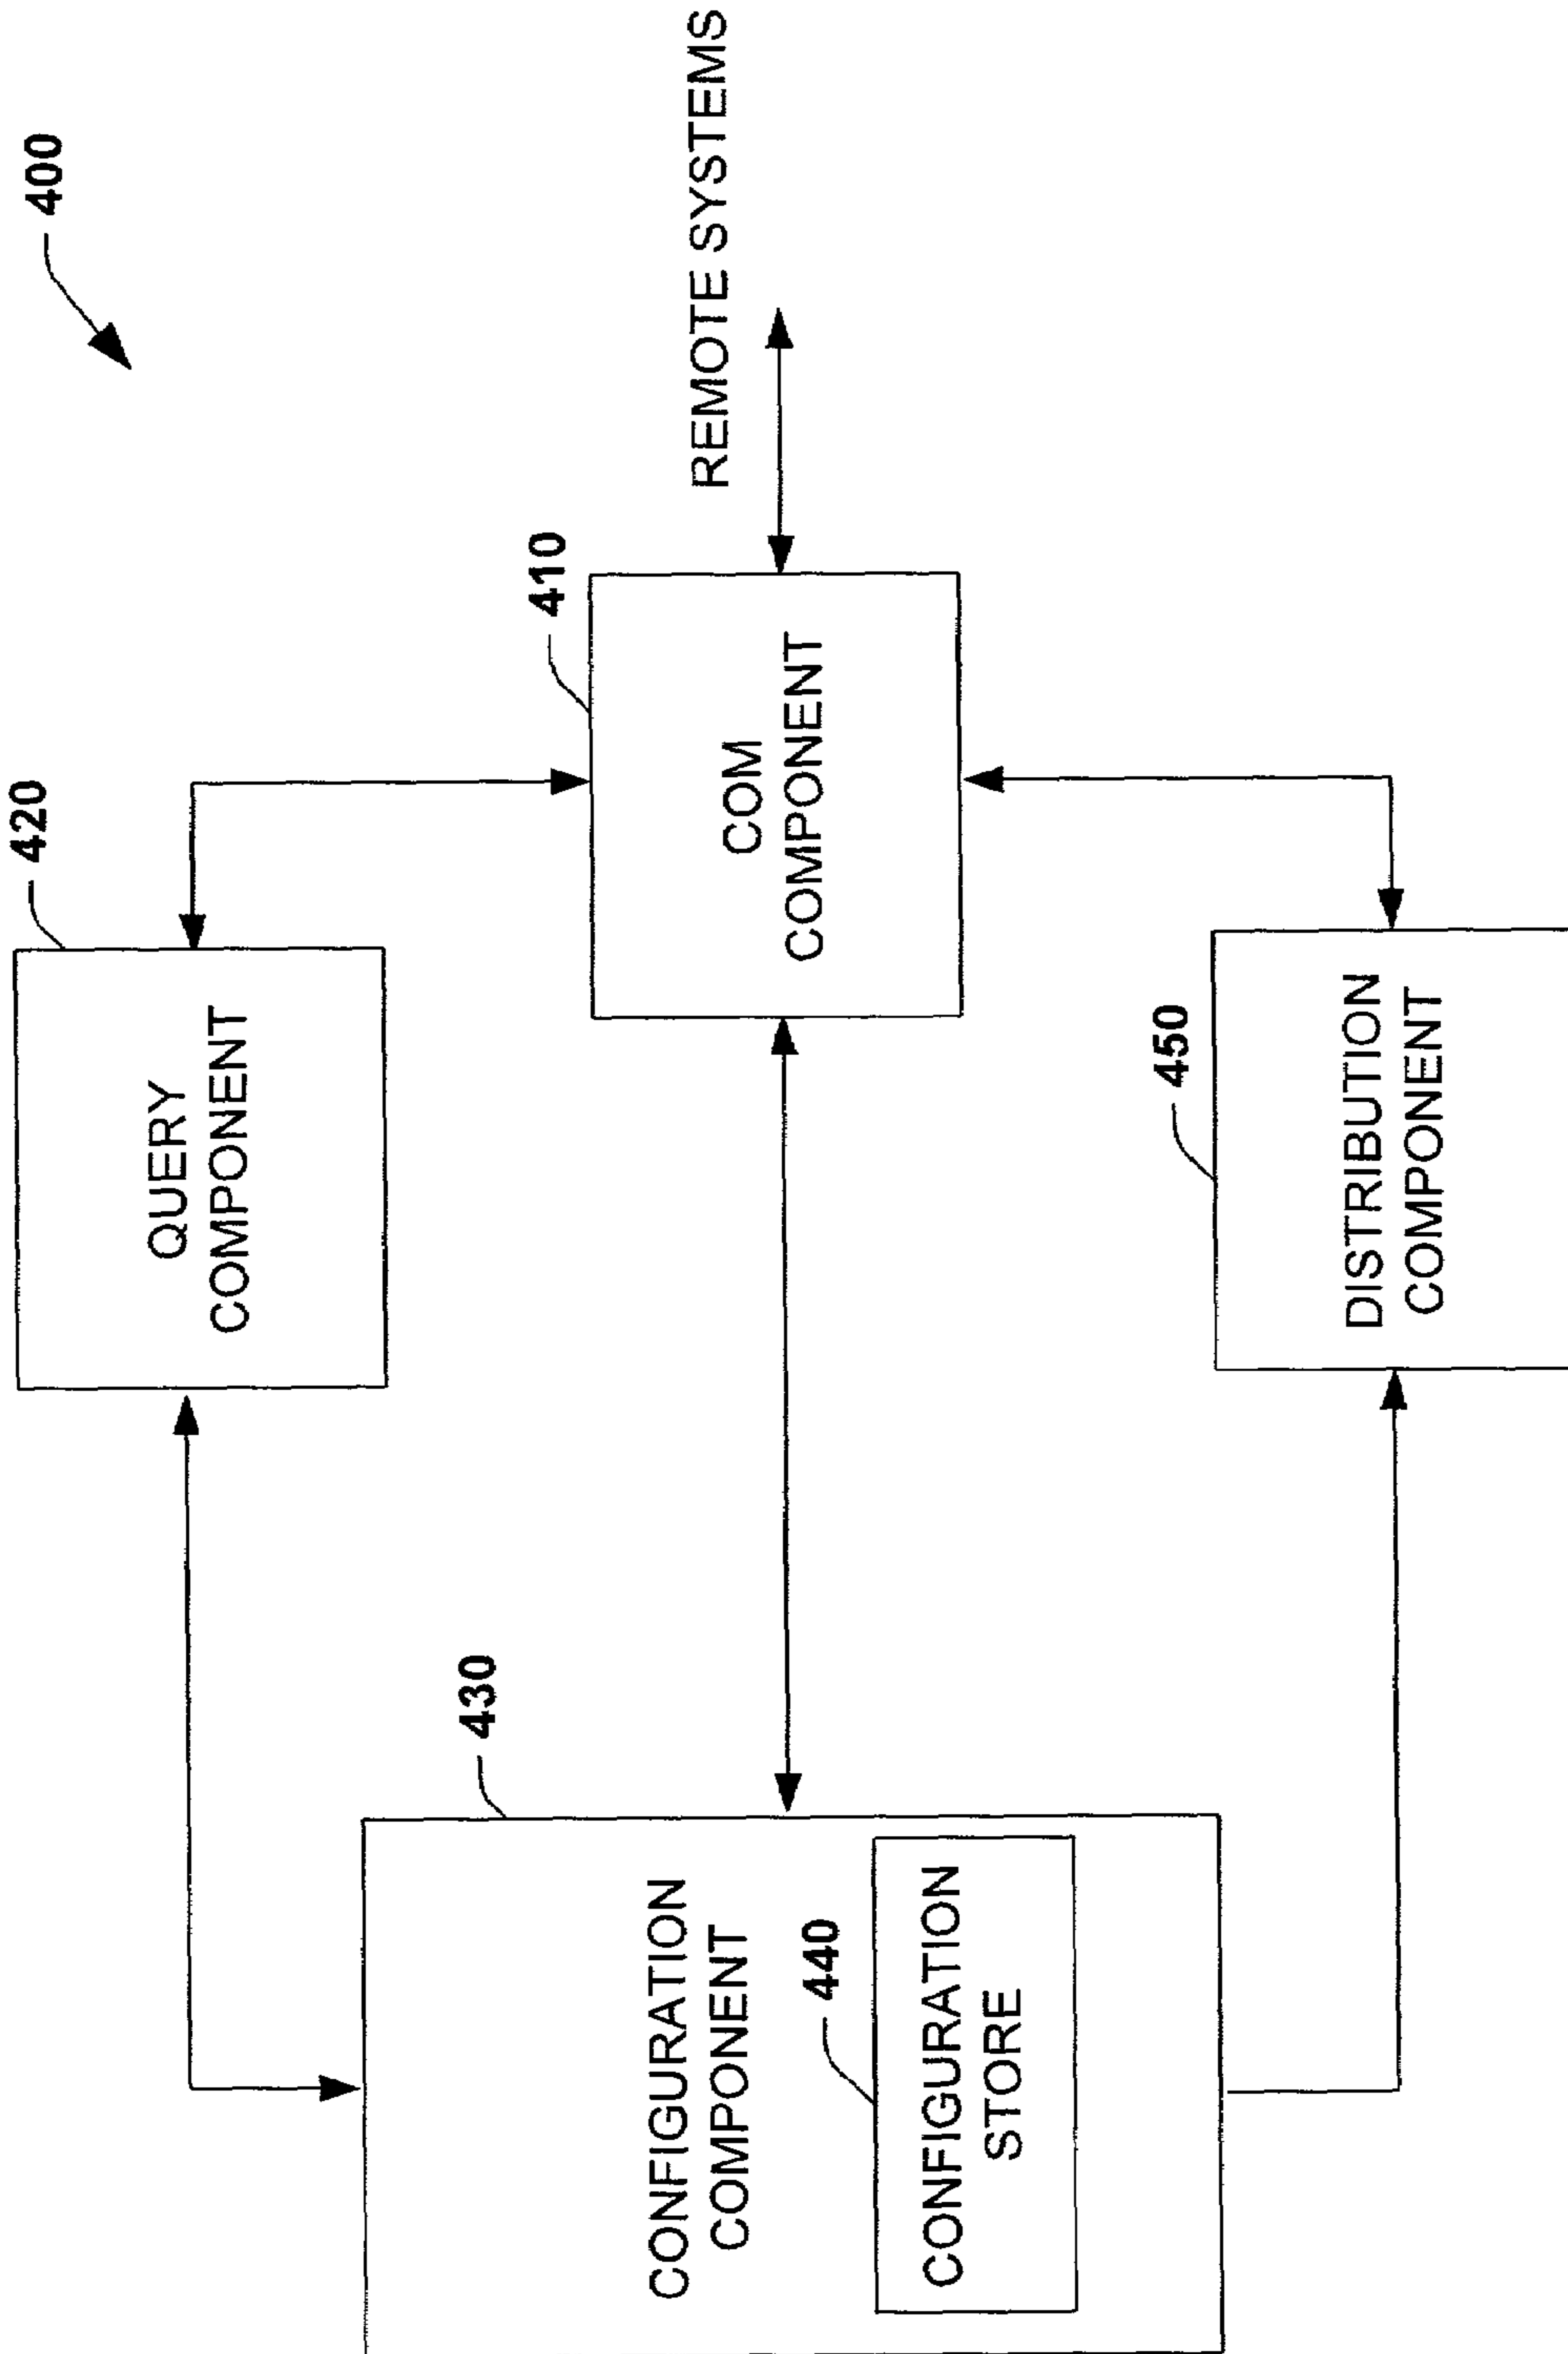 400
420
QUERY
COMPONENT
430
CONFIGURATION
COMPONENT
440
CONFIGURATION
STORE
410
COM
COMPONENT
REMOTE SYSTEMS
450
DISTRIBUTION
COMPONENT